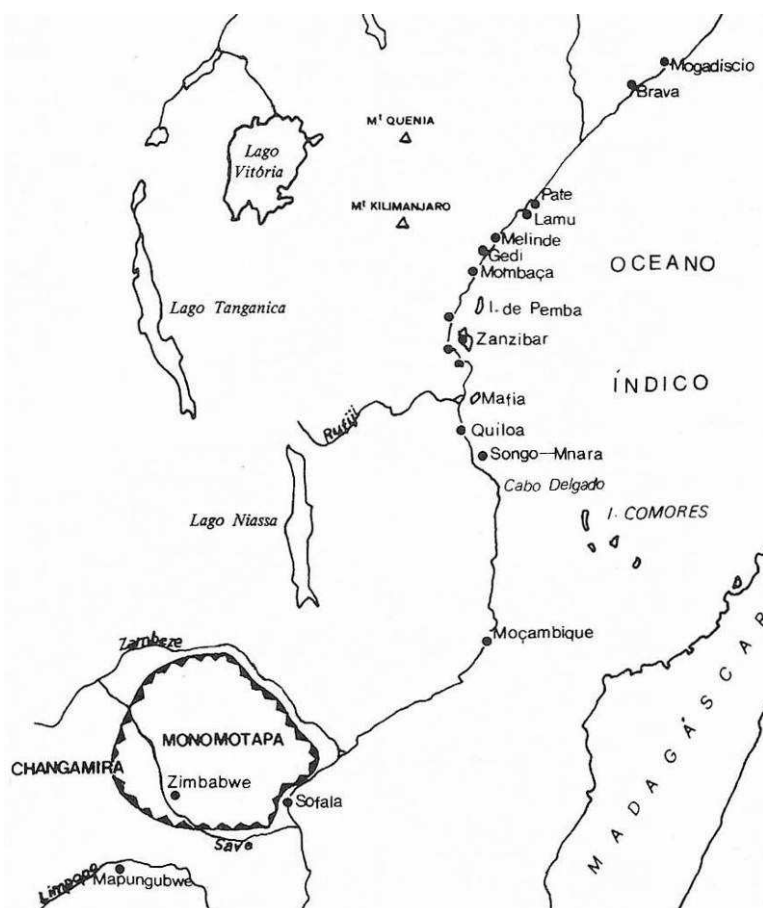 Mogadiscio
Brava
Mᵗ QUENIA
Lago
Vitória
Pate
Mᵗ KILIMANJARO
Lamu
Melinde
Gedi
OCEANO
Mombaça
Lago Tanganica
I. de Pemba
Zanzibar
ÍNDICO
Mafia
Rufiji
Quiloa
Songo—Mnara
Cabo Delgado
I. COMORES
Lago Niassa
Moçambique
Zambeze
MADAGÁSCAR
MONOMOTAPA
CHANGAMIRA
Zimbabwe
Sofala
Save
Limpopo
Mapungubwe